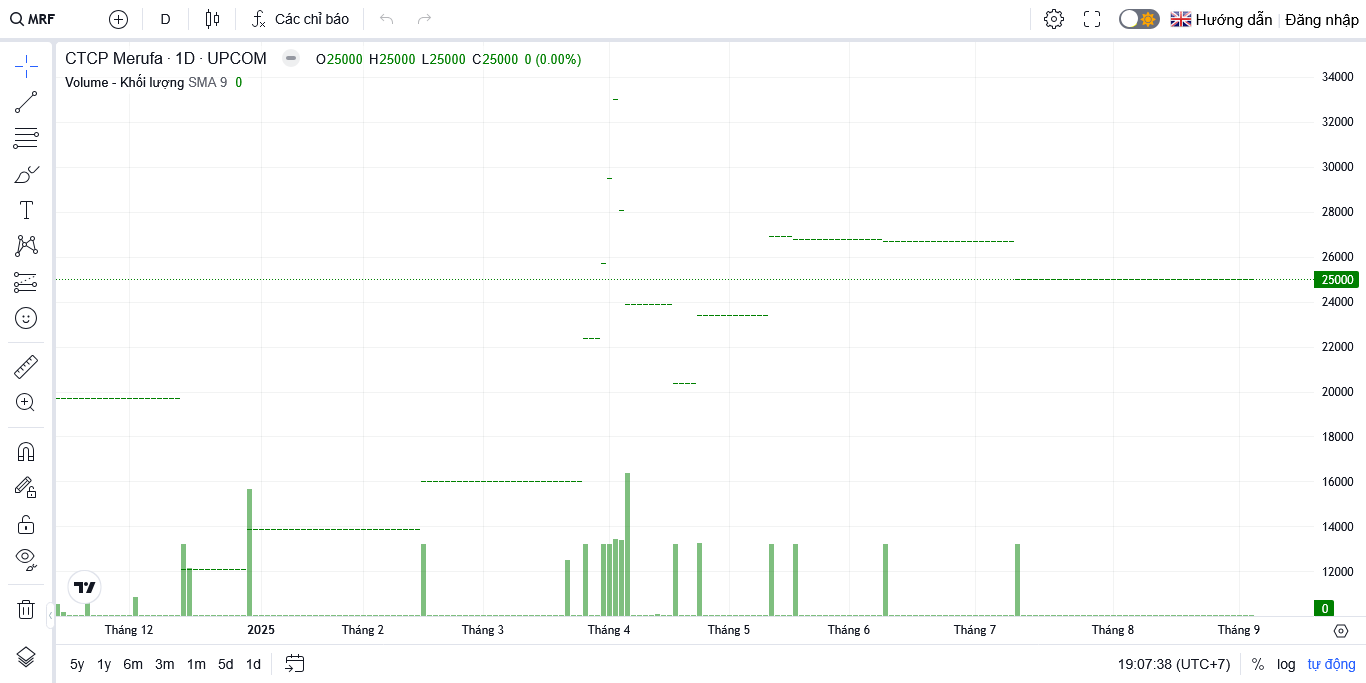 MRF D Các chỉ báo Hướng dẫn Đăng nhập
CTCP Merufa · 1D · UPCOM O25000 H25000 L25000 C25000 0 (0.00%)
Volume - Khối lượng SMA 9 0
34000
32000
30000
28000
26000
25000
24000
22000
20000
18000
16000
14000
12000
0
Tháng 12 2025 Tháng 2 Tháng 3 Tháng 4 Tháng 5 Tháng 6 Tháng 7 Tháng 8 Tháng 9
5y 1y 6m 3m 1m 5d 1d 19:07:38 (UTC+7) % log tự động